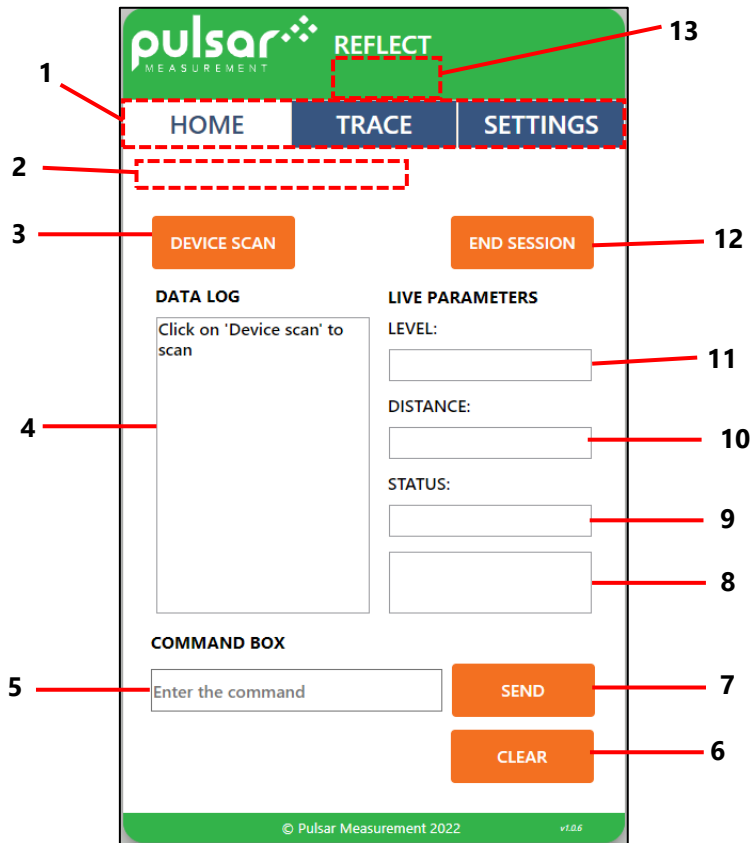 pulsar
MEASUREMENT
REFLECT
13
1
HOME
TRACE
SETTINGS
2
3
DEVICE SCAN
END SESSION
12
DATA LOG
LIVE PARAMETERS
Click on 'Device scan' to
scan
LEVEL:
11
DISTANCE:
4
10
STATUS:
9
8
COMMAND BOX
5
Enter the command
SEND
7
CLEAR
6
© Pulsar Measurement 2022
v1.0.6